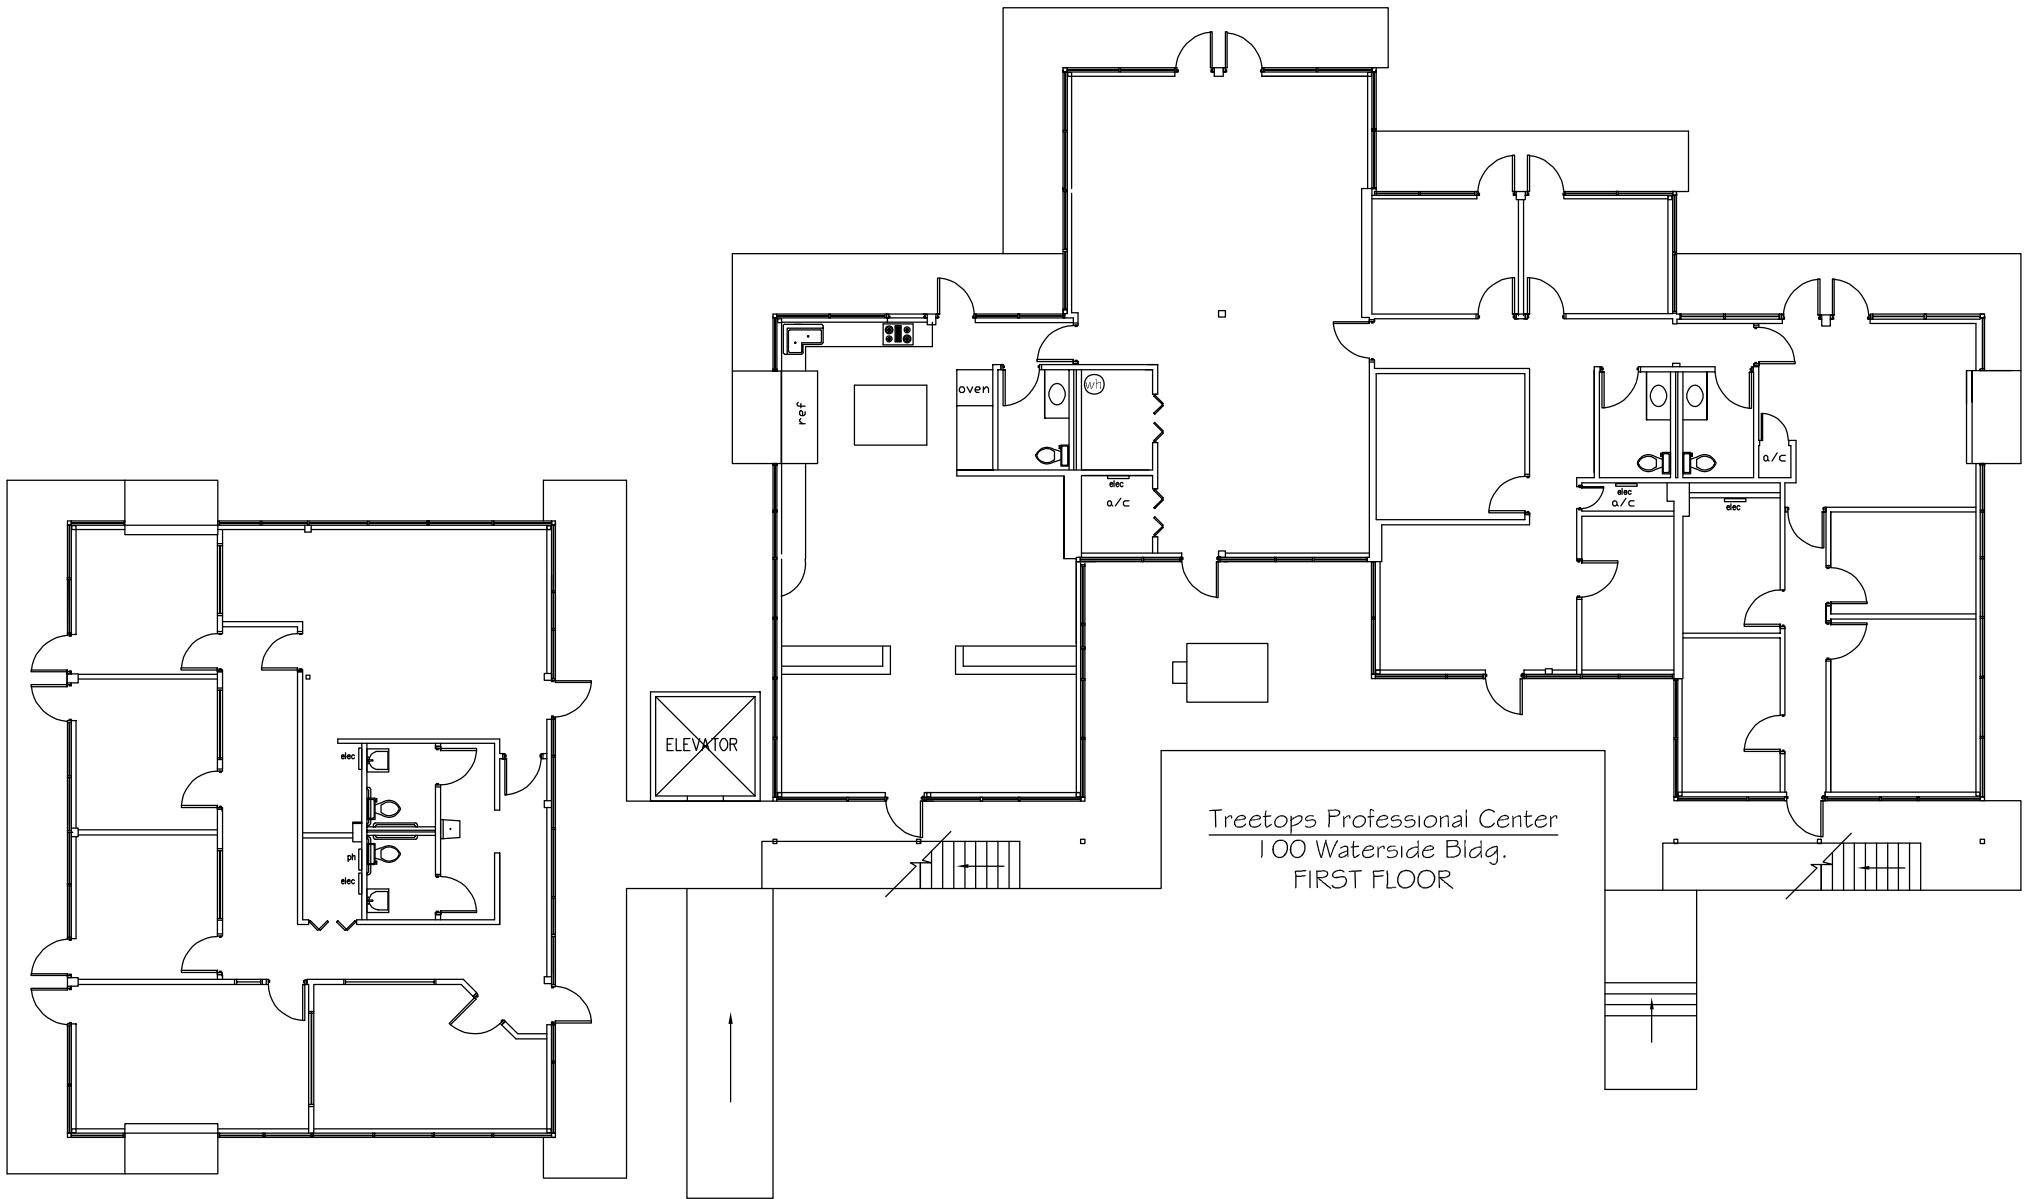 oven
wh
ref
a/c
elec
elec
a/c
a/c
elec
ELEVATOR
elec
Treetops Professional Center
100 Waterside Bldg.
FIRST FLOOR
ph
elec